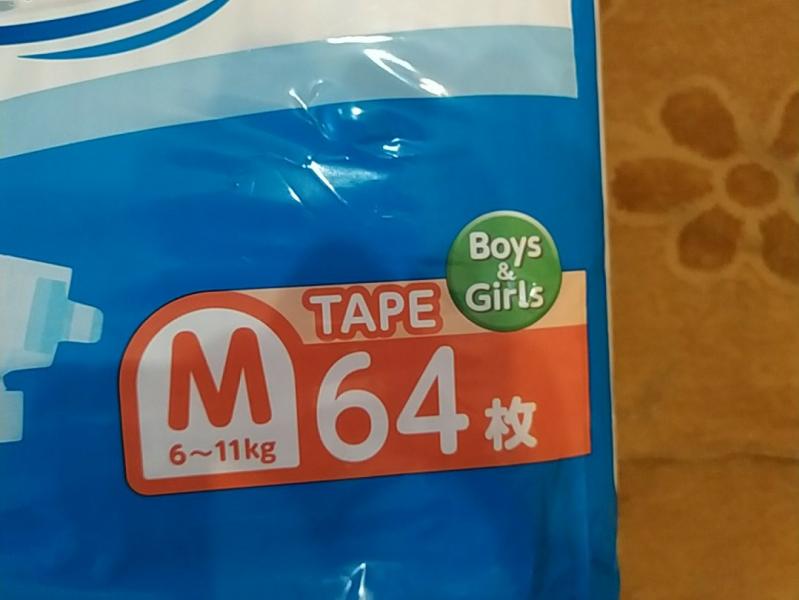 Boys
&
Girls
TAPE
M
6~11kg
64枚